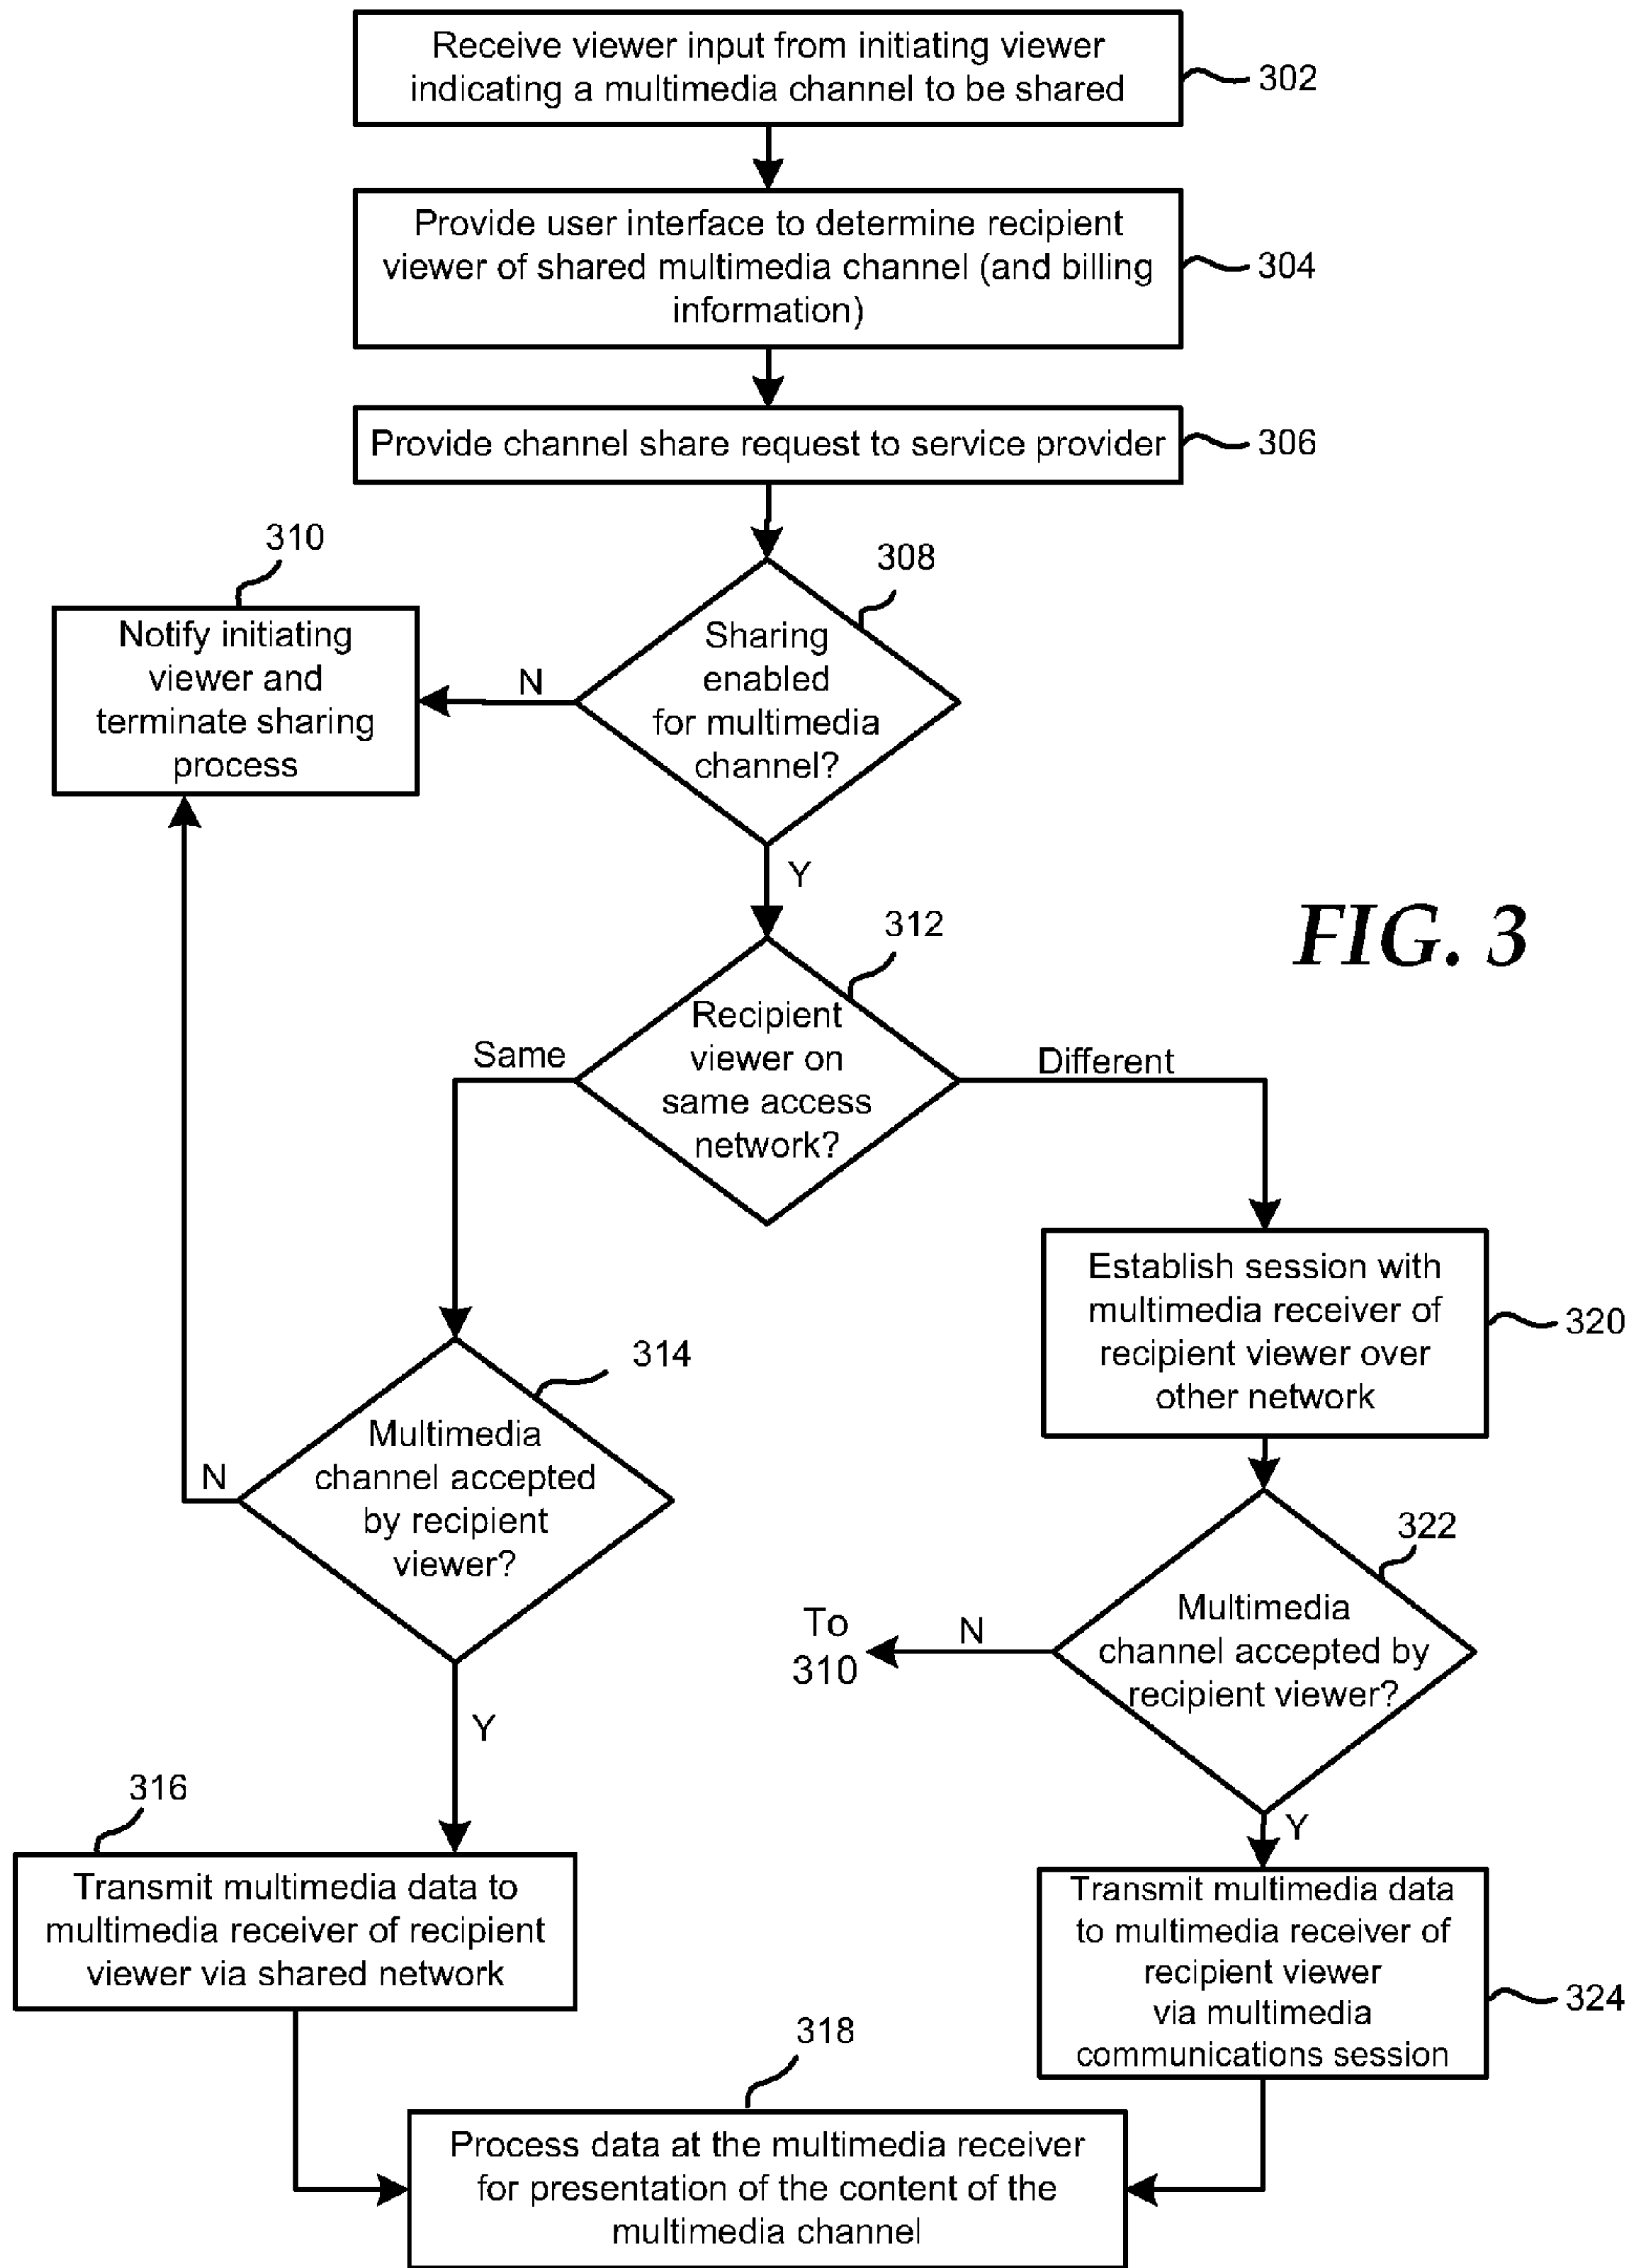 Receive viewer input from initiating viewer
indicating a multimedia channel to be shared
302
Provide user interface to determine recipient
viewer of shared multimedia channel (and billing
information)
304
Provide channel share request to service provider
306
310
Notify initiating
viewer and
terminate sharing
process
N
308
Sharing
enabled
for multimedia
channel?
Y
FIG. 3
312
Recipient
viewer on
same access
network?
Same
Different
Establish session with
multimedia receiver of
recipient viewer over
other network
320
314
Multimedia
channel accepted
by recipient
viewer?
N
Y
322
Multimedia
channel accepted by
recipient viewer?
N
To
310
Y
316
Transmit multimedia data to
multimedia receiver of recipient
viewer via shared network
Transmit multimedia data
to multimedia receiver of
recipient viewer
via multimedia
communications session
324
318
Process data at the multimedia receiver
for presentation of the content of the
multimedia channel